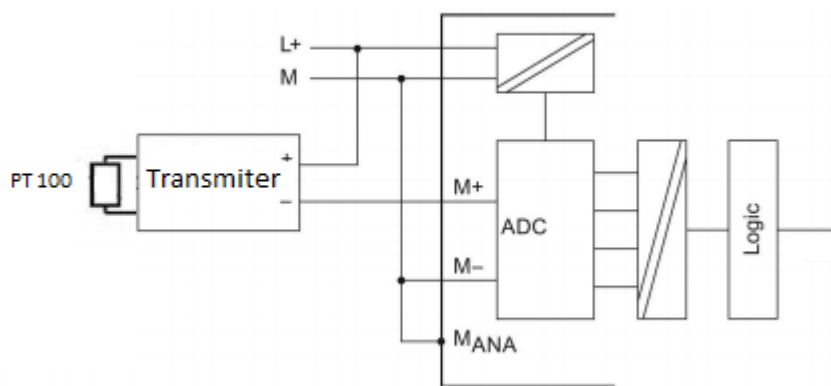 L+
M
PT 100
Transmiter
+
−
M+
M−
MANA
ADC
Logic